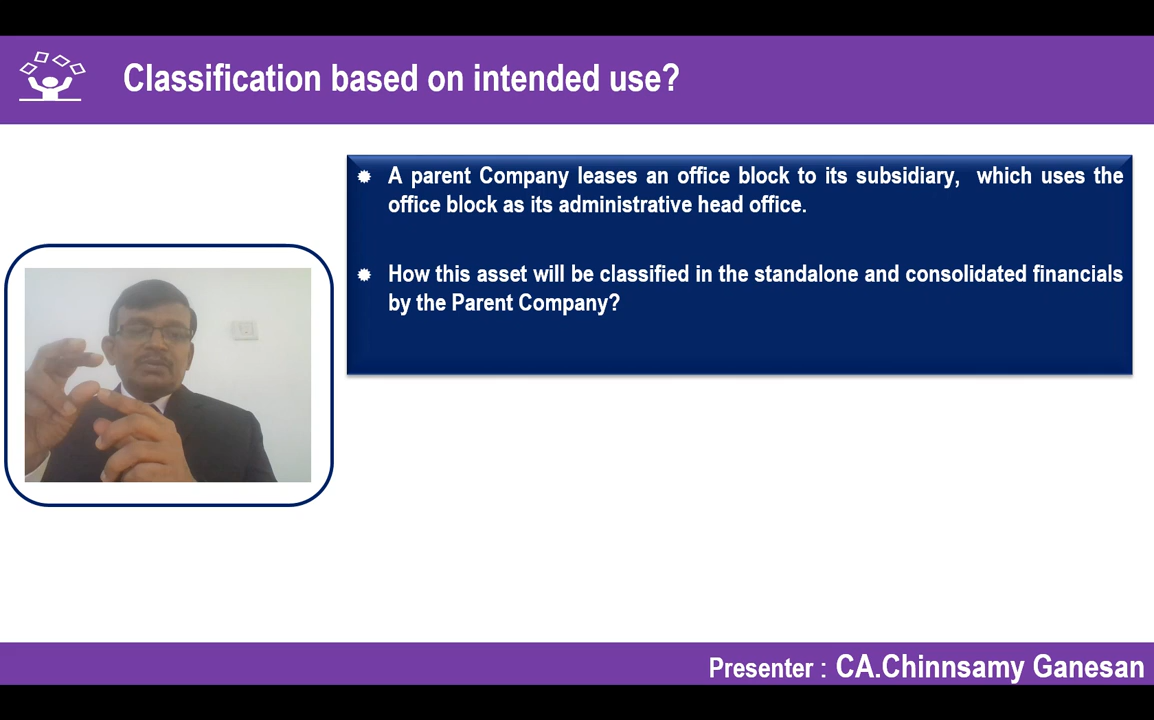 Classification based on intended use?
A parent Company leases an office block to its subsidiary, which uses the
office block as its administrative head office.
How this asset will be classified in the standalone and consolidated financials
by the Parent Company?
Presenter : CA.Chinnsamy Ganesan